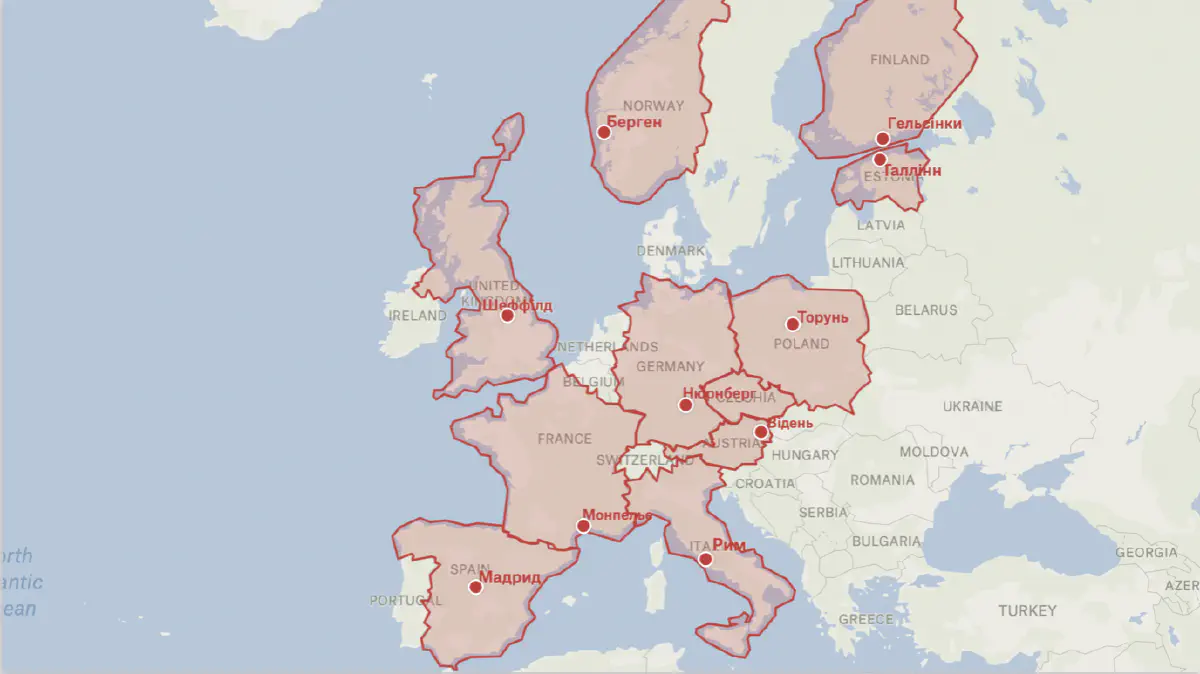 FINLAND
NORWAY
Берген
Гельсінки
Таллінн
ESTONIA
LATVIA
DENMARK
LITHUANIA
UNITED
KINGDOM
Шеффілд
IRELAND
BELARUS
Торунь
POLAND
NETHERLANDS
GERMANY
BELGIUM
Нюрнберг
CZECHIA
UKRAINE
Відень
FRANCE
AUSTRIA
SWITZERLAND
HUNGARY
MOLDOVA
CROATIA
ROMANIA
SERBIA
Монпельє
ITALY
Рим
BULGARIA
GEORGIA
orth
antic
ean
SPAIN
Мадрид
PORTUGAL
AZER
GREECE
TURKEY